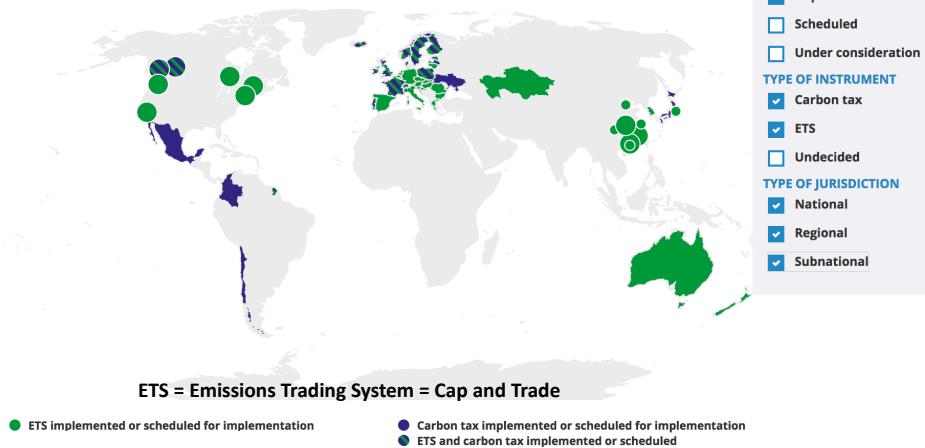 Scheduled
Under consideration
TYPE OF INSTRUMENT
Carbon tax
ETS
Undecided
TYPE OF JURISDICTION
National
Regional
Subnational
ETS = Emissions Trading System = Cap and Trade
ETS implemented or scheduled for implementation
Carbon tax implemented or scheduled for implementation
ETS and carbon tax implemented or scheduled